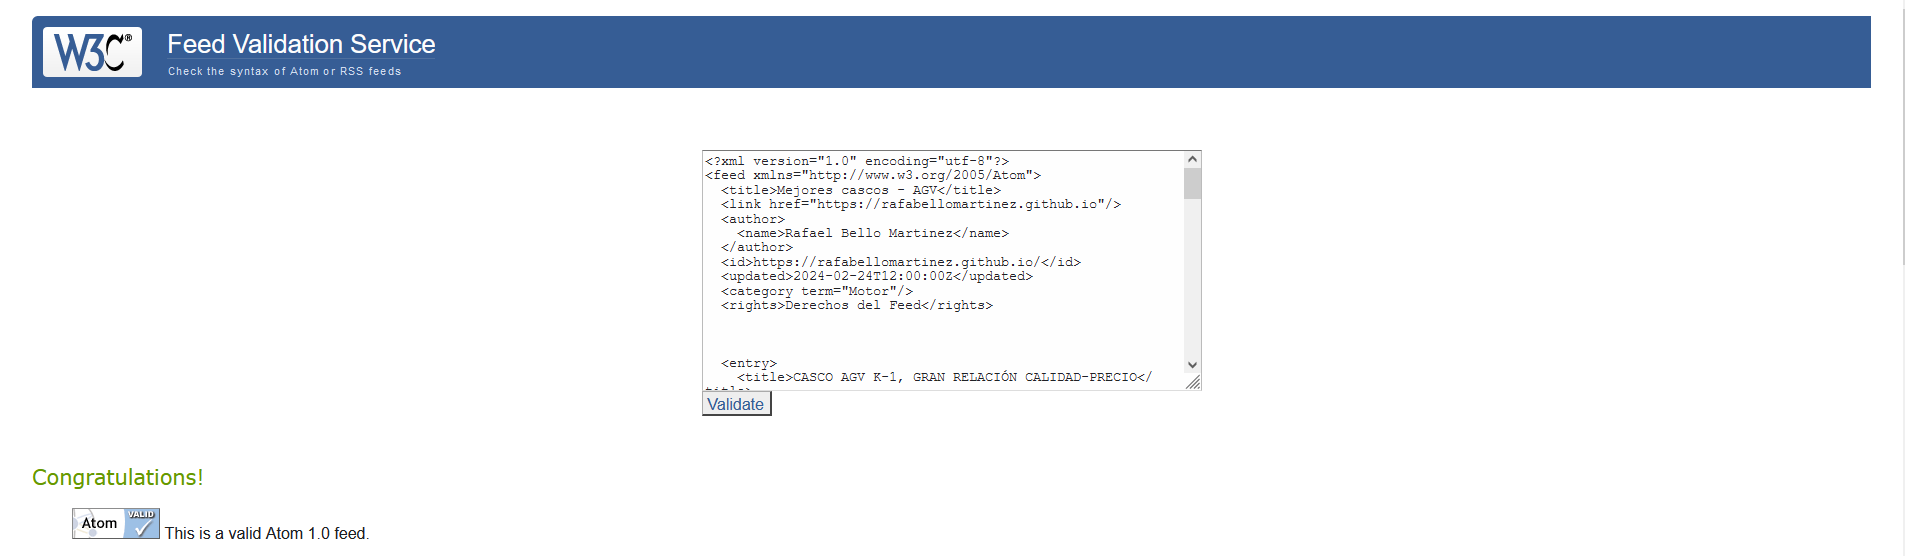 W3C®
Feed Validation Service
Check the syntax of Atom or RSS feeds
<?xml version="1.0" encoding="utf-8"?>
<feed xmlns="http://www.w3.org/2005/Atom">
<title>Mejores cascos - AGV</title>
<link href="https://rafabellomartinez.github.io"/>
<author>
<name>Rafael Bello Martinez</name>
</author>
<id>https://rafabellomartinez.github.io/</id>
<updated>2024-02-24T12:00:00Z</updated>
<category term="Motor"/>
<rights>Derechos del Feed</rights>
<entry>
<title>CASCO AGV K-1, GRAN RELACIÓN CALIDAD-PRECIO</
title>
Validate
Congratulations!
Atom VALID
This is a valid Atom 1.0 feed.